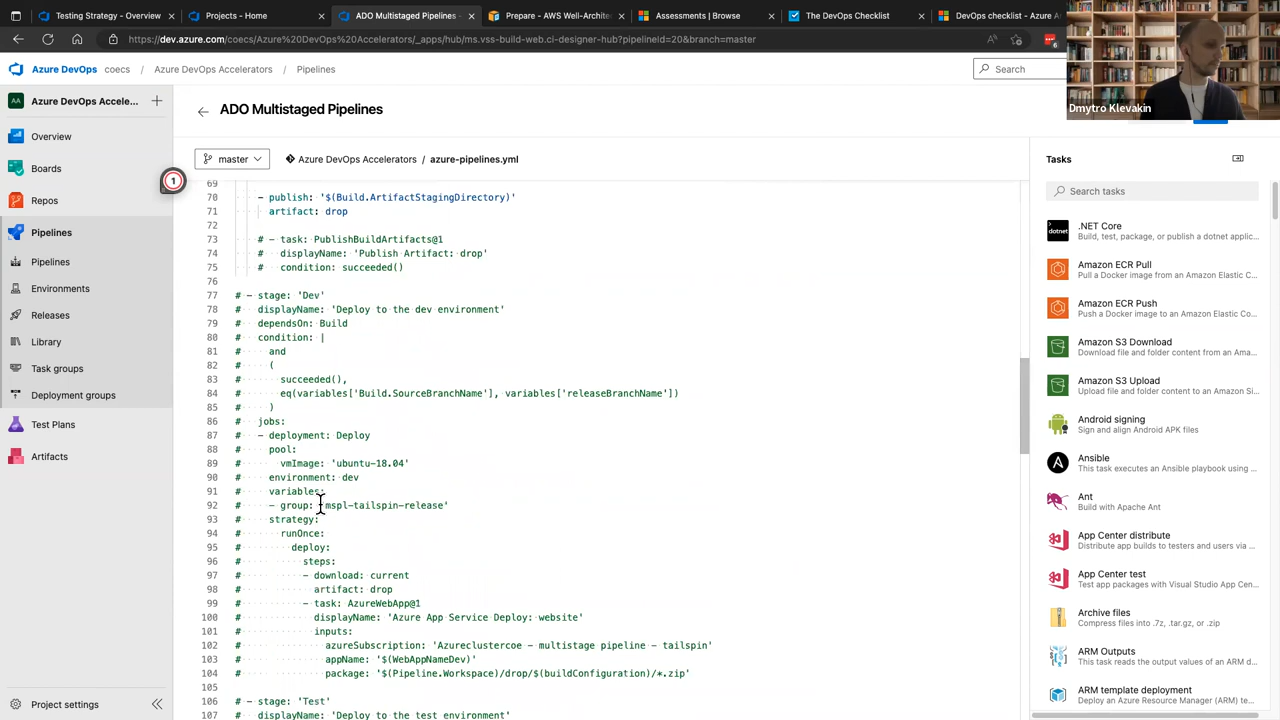 Testing Strategy - Overview
Projects - Home
ADO Multistaged Pipelines -
Prepare - AWS Well-Archite
Assessments | Browse
The DevOps Checklist
DevOps checklist - Azure A
https://dev.azure.com/coecs/Azure%20DevOps%20Accelerators/_apps/hub/ms.vss-build-web.ci-designer-hub?pipelineId=20&branch=master
6
Azure DevOps
coecs / Azure DevOps Accelerators / Pipelines
Search
Dmytro Klevakin
AA
Azure DevOps Accele...
Overview
Boards
1
Repos
Pipelines
Pipelines
Environments
Releases
Library
Task groups
Deployment groups
Test Plans
Artifacts
Project settings
ADO Multistaged Pipelines
master
Azure DevOps Accelerators / azure-pipelines.yml
69
70 - publish: '$(Build.ArtifactStagingDirectory)'
71 artifact: drop
72
73 # - task: PublishBuildArtifacts@1
74 # displayName: 'Publish Artifact: drop'
75 # condition: succeeded()
76
77 # - stage: 'Dev'
78 # displayName: 'Deploy to the dev environment'
79 # dependsOn: Build
80 # condition: |
81 # and
82 # (
83 # succeeded(),
84 # eq(variables['Build.SourceBranchName'], variables['releaseBranchName'])
85 # )
86 # jobs:
87 # - deployment: Deploy
88 # pool:
89 # vmImage: 'ubuntu-18.04'
90 # environment: dev
91 # variables:
92 # - group: 'mspl-tailspin-release'
93 # strategy:
94 # runOnce:
95 # deploy:
96 # steps:
97 # - download: current
98 # artifact: drop
99 # - task: AzureWebApp@1
100 # displayName: 'Azure App Service Deploy: website'
101 # inputs:
102 # azureSubscription: 'Azureclustercoe - multistage pipeline - tailspin'
103 # appName: '$(WebAppNameDev)'
104 # package: '$(Pipeline.Workspace)/drop/$(buildConfiguration)/*.zip'
105
106 # - stage: 'Test'
107 # displayName: 'Deploy to the test environment'
Tasks
Search tasks
dotnet
.NET Core
Build, test, package, or publish a dotnet applic...
Amazon ECR Pull
Pull a Docker image from an Amazon Elastic C...
Amazon ECR Push
Push a Docker image to an Amazon Elastic Co...
Amazon S3 Download
Download file and folder content from an Ama...
Amazon S3 Upload
Upload file and folder content to an Amazon Si...
Android signing
Sign and align Android APK files
Ansible
This task executes an Ansible playbook using ...
Ant
Build with Apache Ant
App Center distribute
Distribute app builds to testers and users via ...
App Center test
Test app packages with Visual Studio App Cen...
Archive files
Compress files into .7z, .tar.gz, or .zip
ARM Outputs
This task reads the output values of an ARM d...
ARM template deployment
Deploy an Azure Resource Manager (ARM) te...